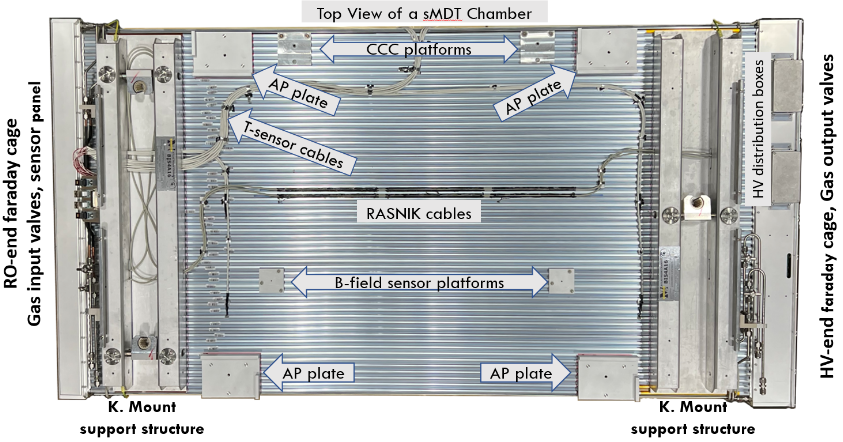 Top View of a sMDT Chamber
CCC platforms
AP plate
AP plate
T-sensor cables
HV distribution boxes
RO-end faraday cage
Gas input valves, sensor panel
HV-end faraday cage, Gas output valves
RASNIK cables
B-field sensor platforms
AP plate
AP plate
K. Mount
support structure
K. Mount
support structure